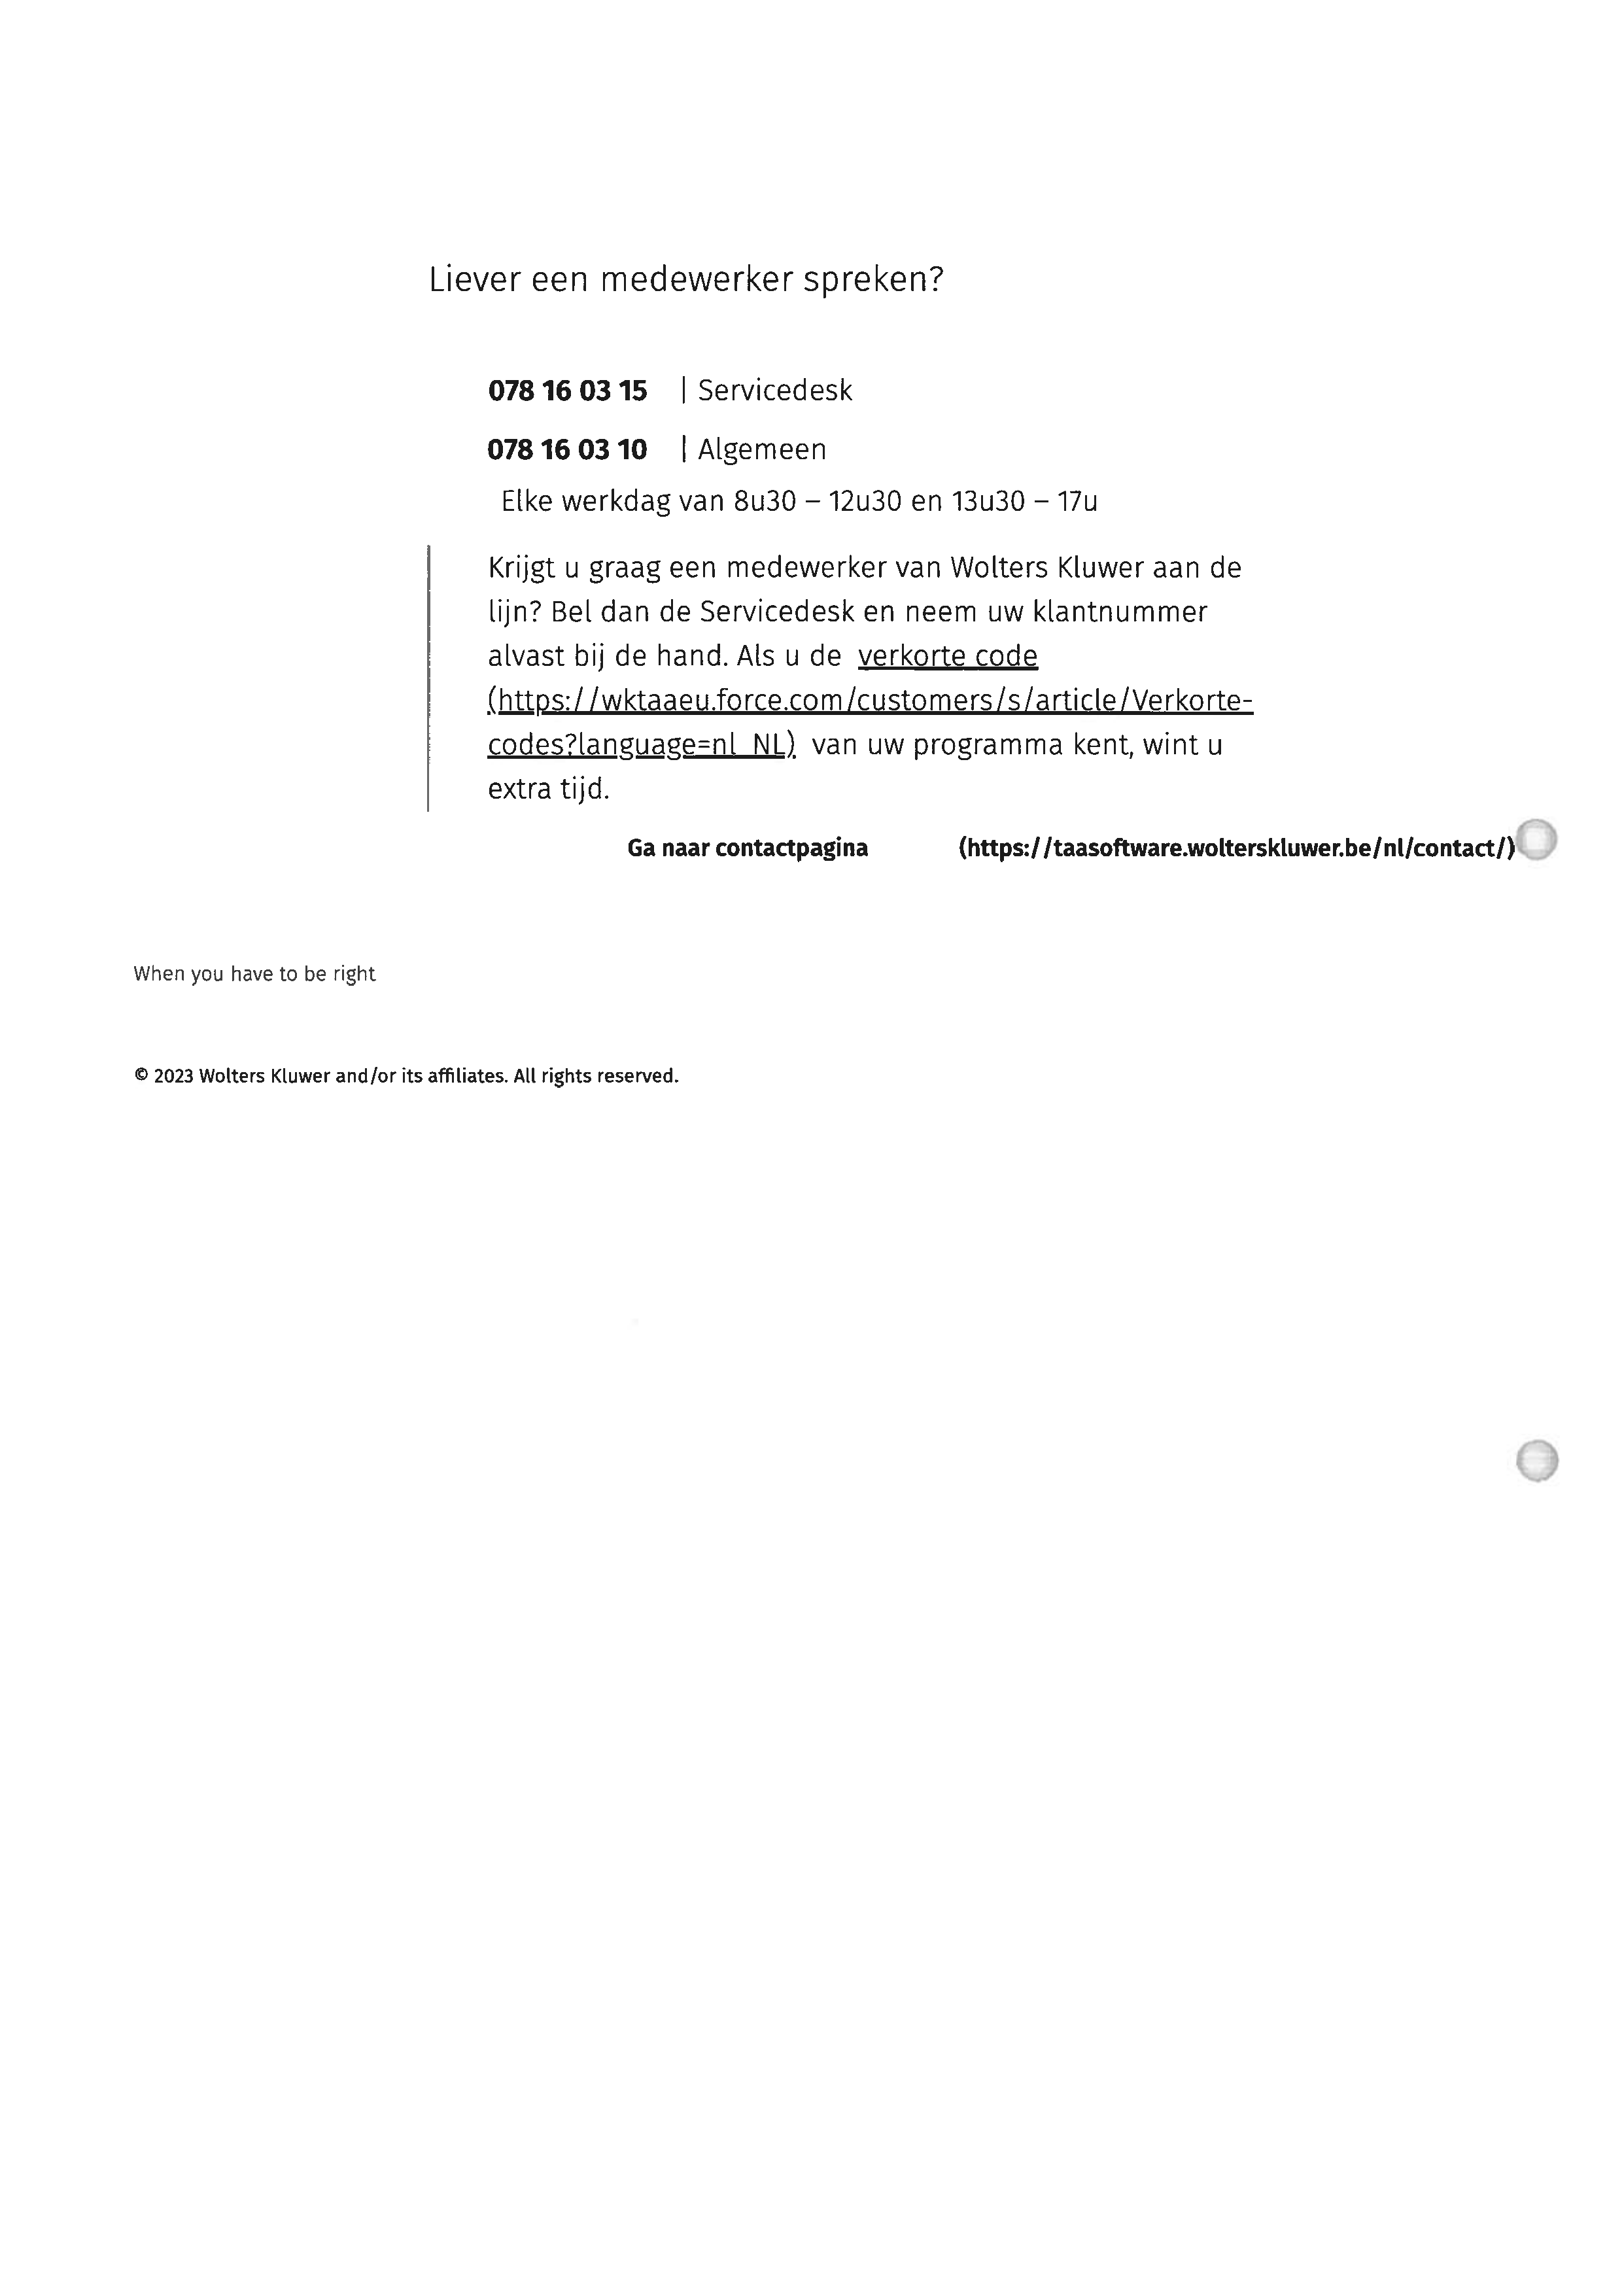 Liever een medewerker spreken?
078 16 03 15 | Servicedesk
078 16 03 10 | Algemeen
Elke werkdag van 8u30 – 12u30 en 13u30 – 17u
Krijgt u graag een medewerker van Wolters Kluwer aan de
lijn? Bel dan de Servicedesk en neem uw klantnummer
alvast bij de hand. Als u de verkorte code
(https://wktaaeu.force.com/customers/s/article/Verkorte-
codes?language=nl_NL) van uw programma kent, wint u
extra tijd.
Ga naar contactpagina (https://taasoftware.wolterskluwer.be/nl/contact/)
When you have to be right
© 2023 Wolters Kluwer and/or its affiliates. All rights reserved.